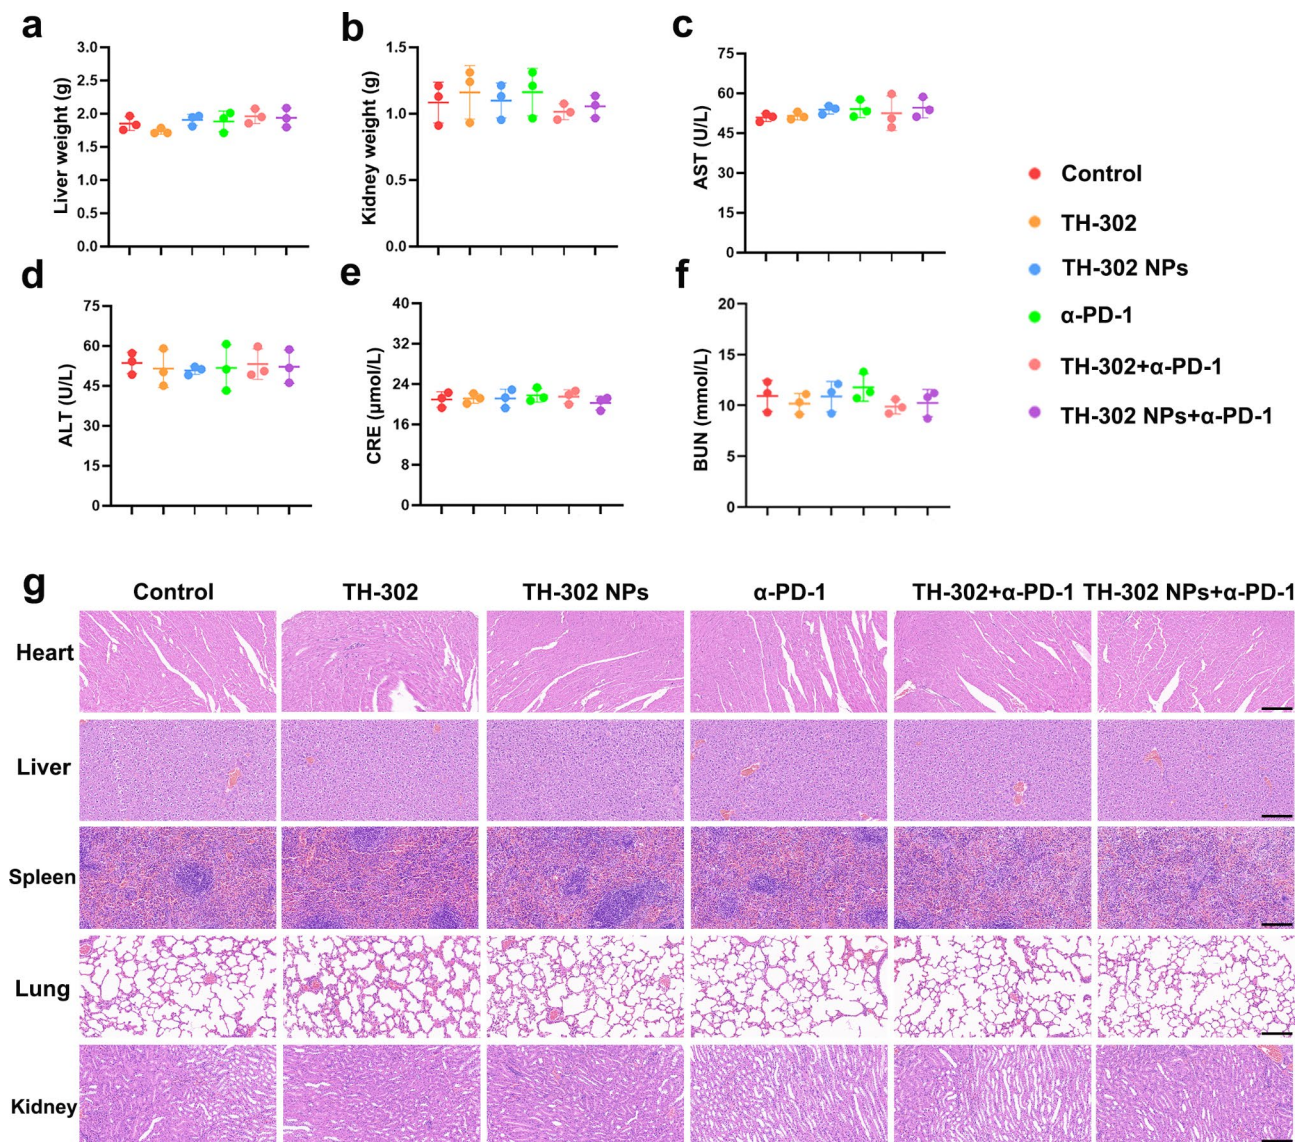 a
Liver weight (g)
3.0
2.5
2.0
1.5
1.0
0.5
0.0
b
Kidney weight (g)
1.5
1.0
0.5
0.0
c
AST (U/L)
75
60
45
30
15
0
Control
TH-302
TH-302 NPs
α-PD-1
TH-302+α-PD-1
TH-302 NPs+α-PD-1
d
ALT (U/L)
75
60
45
30
15
0
e
CRE (μmol/L)
40
32
24
16
8
0
f
BUN (mmol/L)
20
15
10
5
0
g
Control TH-302 TH-302 NPs α-PD-1 TH-302+α-PD-1 TH-302 NPs+α-PD-1
Heart
Liver
Spleen
Lung
Kidney